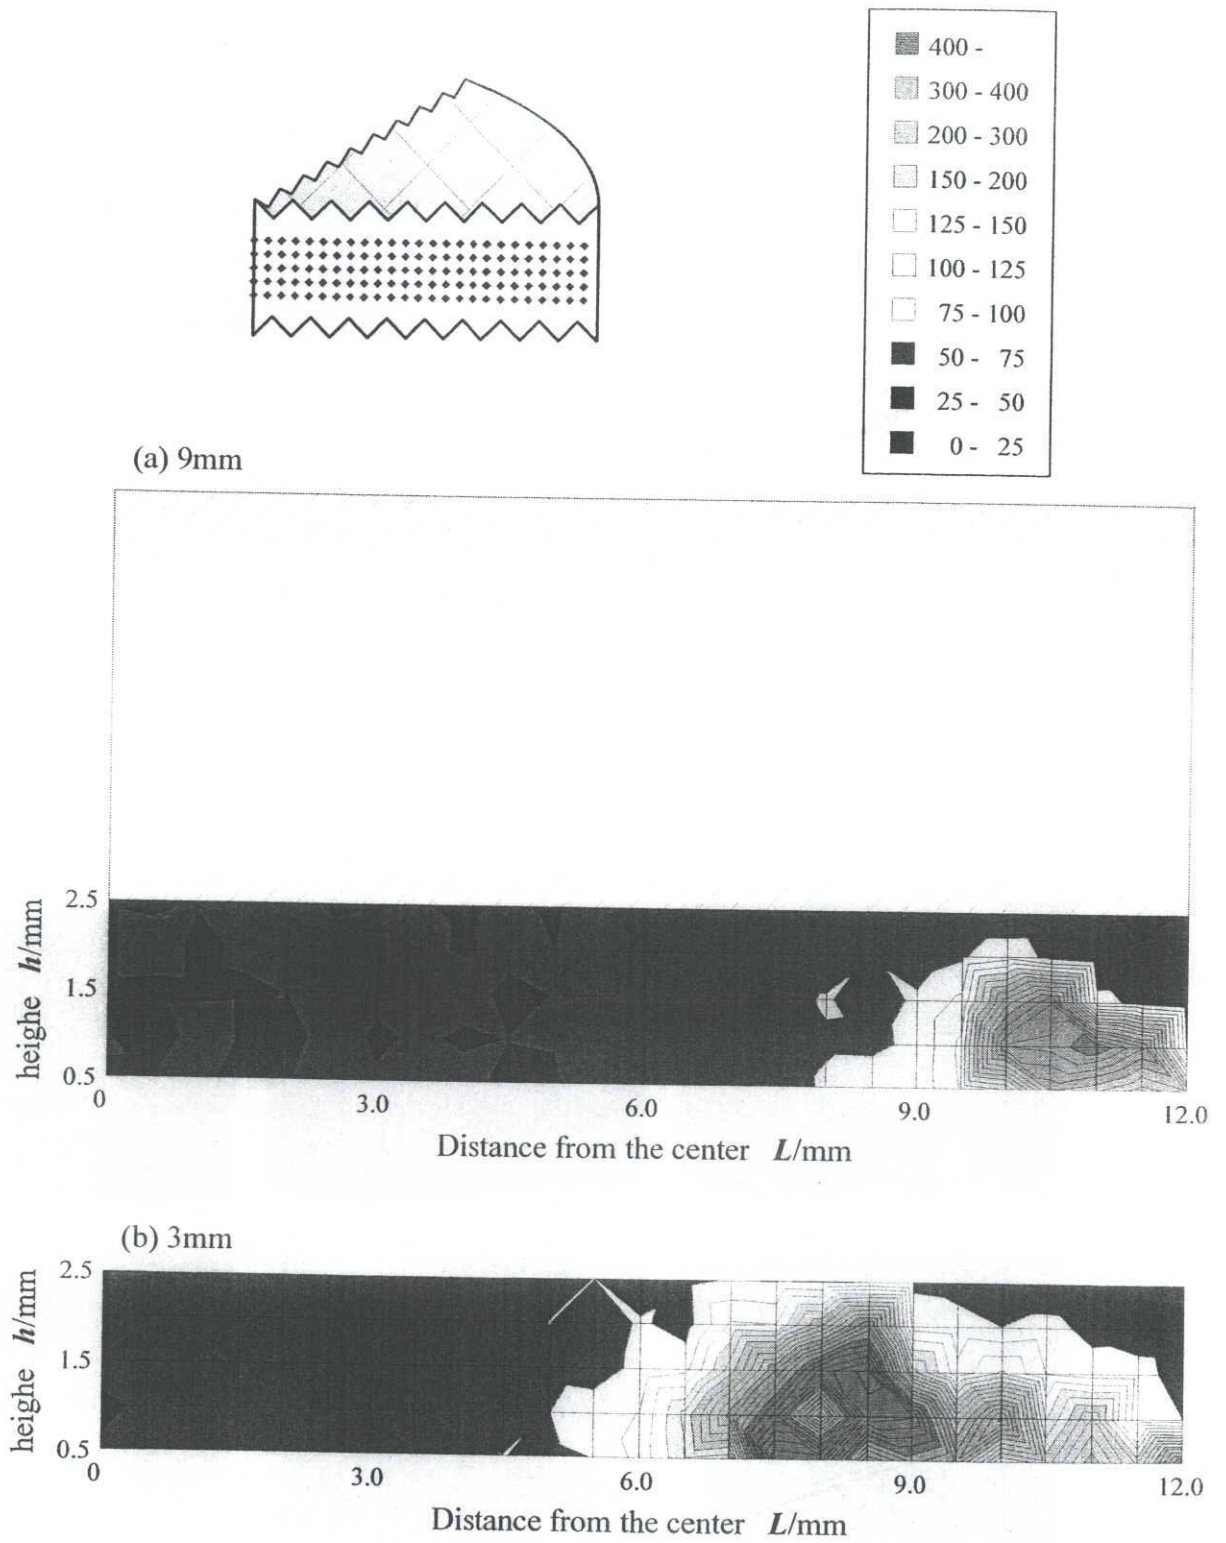 400 -
300 - 400
200 - 300
150 - 200
125 - 150
100 - 125
75 - 100
50 - 75
25 - 50
0 - 25
(a) 9mm
2.5
1.5
0.5
heighe h/mm
0 3.0 6.0 9.0 12.0
Distance from the center L/mm
(b) 3mm
2.5
1.5
0.5
heighe h/mm
0 3.0 6.0 9.0 12.0
Distance from the center L/mm